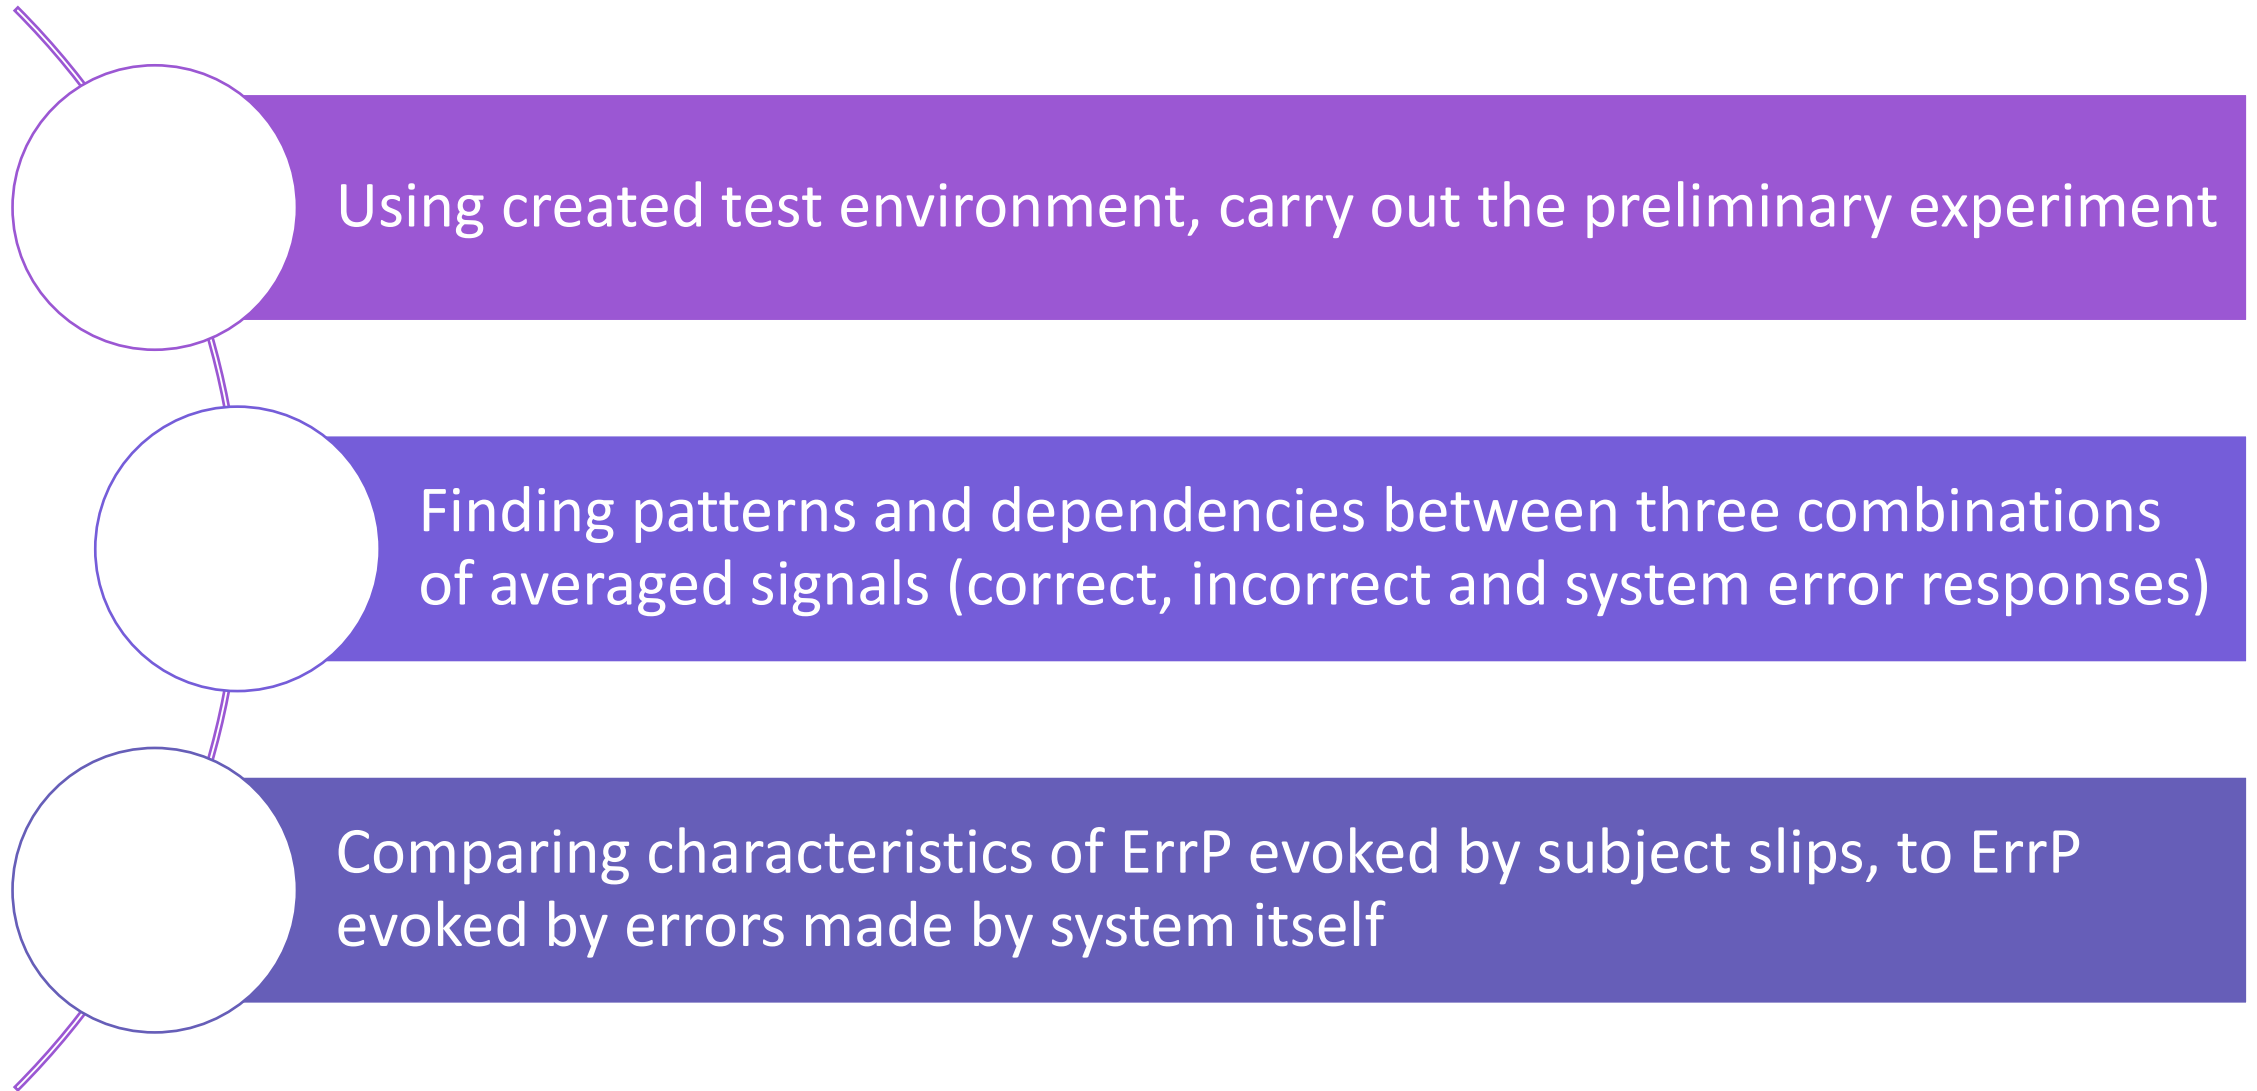 Using created test environment, carry out the preliminary experiment
Finding patterns and dependencies between three combinations
of averaged signals (correct, incorrect and system error responses)
Comparing characteristics of ErrP evoked by subject slips, to ErrP
evoked by errors made by system itself